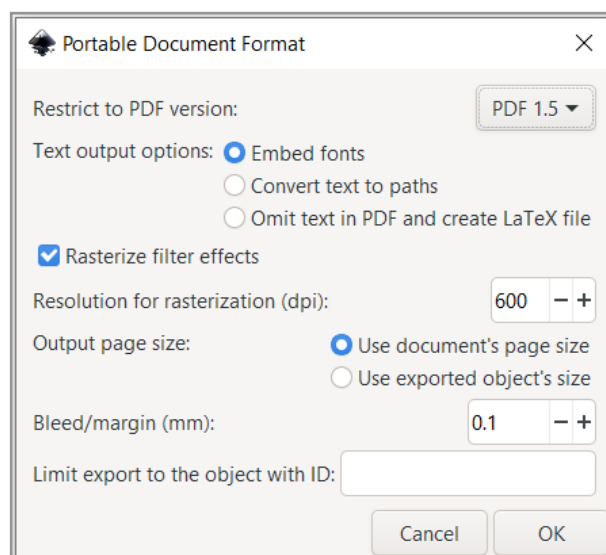 Portable Document Format
Restrict to PDF version: PDF 1.5
Text output options: Embed fonts
Convert text to paths
Omit text in PDF and create LaTeX file
Rasterize filter effects
Resolution for rasterization (dpi): 600
Output page size: Use document's page size
Use exported object's size
Bleed/margin (mm): 0.1
Limit export to the object with ID:
Cancel OK